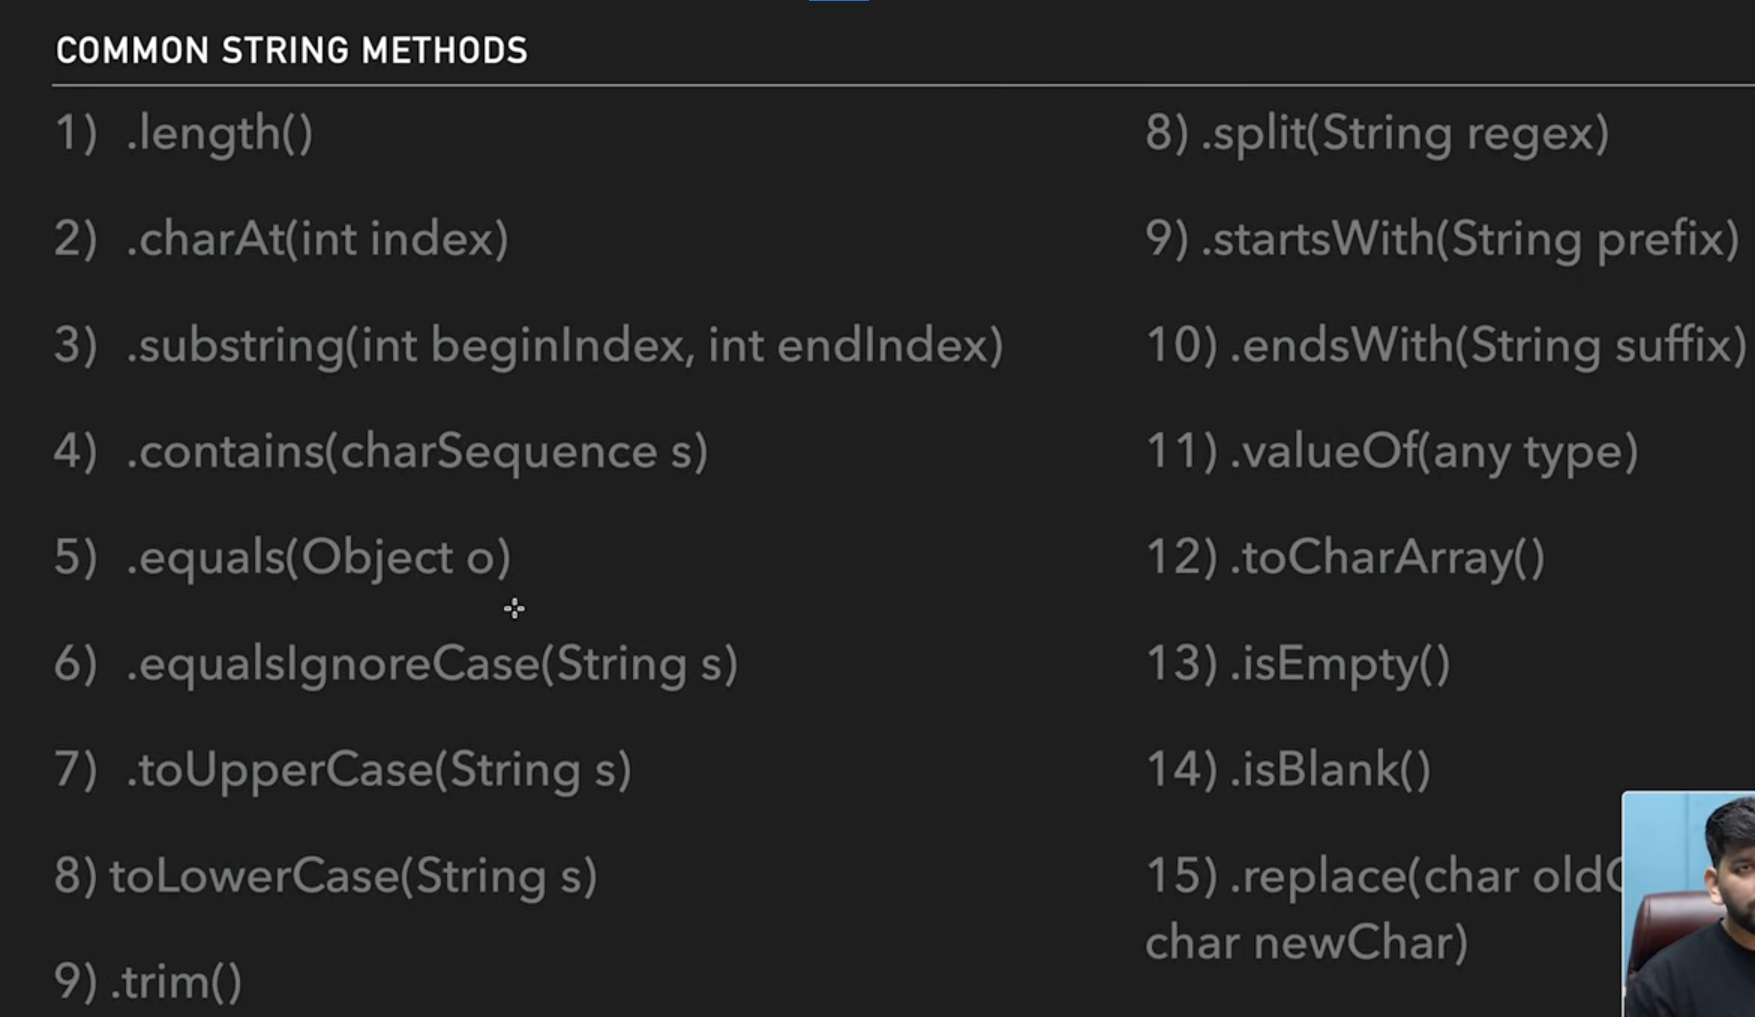 COMMON STRING METHODS
1) .length()
2) .charAt(int index)
3) .substring(int beginIndex, int endIndex)
4) .contains(charSequence s)
5) .equals(Object o)
6) .equalsIgnoreCase(String s)
7) .toUpperCase(String s)
8) toLowerCase(String s)
9) .trim()
8) .split(String regex)
9) .startsWith(String prefix)
10) .endsWith(String suffix)
11) .valueOf(any type)
12) .toCharArray()
13) .isEmpty()
14) .isBlank()
15) .replace(char
char newChar)